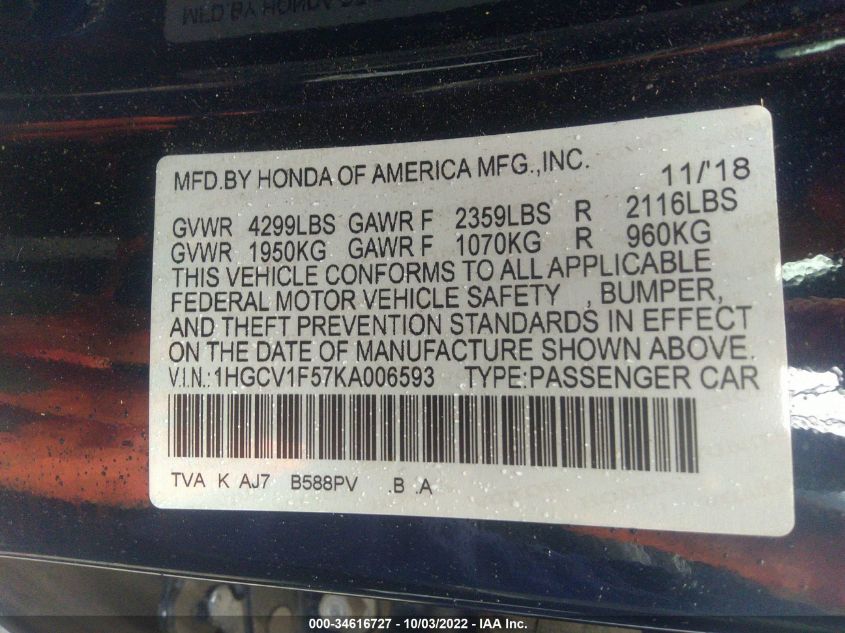 MFD.BY HONDA OF AMERICA MFG.,INC. 11/'18
GVWR 4299LBS GAWR F 2359LBS R 2116LBS
GVWR 1950KG GAWR F 1070KG R 960KG
THIS VEHICLE CONFORMS TO ALL APPLICABLE
FEDERAL MOTOR VEHICLE SAFETY , BUMPER,
AND THEFT PREVENTION STANDARDS IN EFFECT
ON THE DATE OF MANUFACTURE SHOWN ABOVE.
V.I.N.:1HGCV1F57KA006593 TYPE:PASSENGER CAR
TVA K AJ7 B588PV .B .A
000-34616727 - 10/03/2022 - IAA Inc.